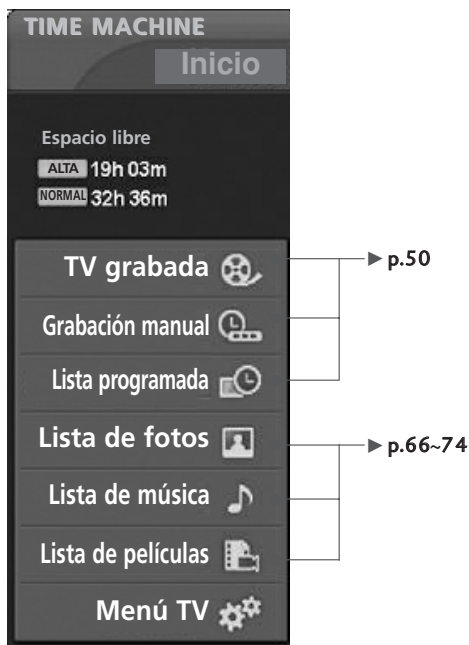 TIME MACHINE
Inicio
Espacio libre
ALTA 19h 03m
NORMAL 32h 36m
TV grabada
p.50
Grabación manual
Lista programada
Lista de fotos
p.66~74
Lista de música
Lista de películas
Menú TV